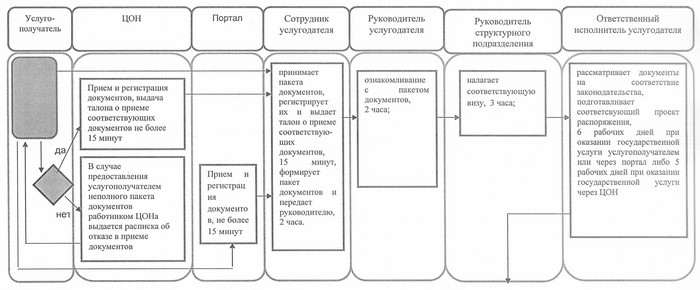 Услуго-
получатель
ЦОН
Портал
Сотрудник
услугодателя
Руководитель
услугодателя
Руководитель
структурного
подразделения
Ответственный
исполнитель услугодателя
Прием и регистрация
документов, выдача
талона о приеме
соответствующих
документов не более
15 минут
да
нет
В случае
предоставления
услугополучателем
неполного пакета
документов
работником ЦОНа
выдается расписка об
отказе в приеме
документов
Прием и
регистрац
ия
документо
в, не более
15 минут
принимает
пакета
документов,
регистрирует
их и выдает
талон о приеме
соответствую-
щих
документов,
15 минут,
формирует
пакет
документов и
передает
руководителю,
2 часа.
ознакомливание
с пакетом
документов,
2 часа;
налагает
соответствующую
визу, 3 часа;
рассматривает документы
на соответствие
законодательства,
подготавливает
соответсвующий проект
распоряжения,
6 рабочих дней при
оказании государственной
услуги услугополучателем
или через портал либо 5
рабочих дней при оказании
государственной услуги
через ЦОН